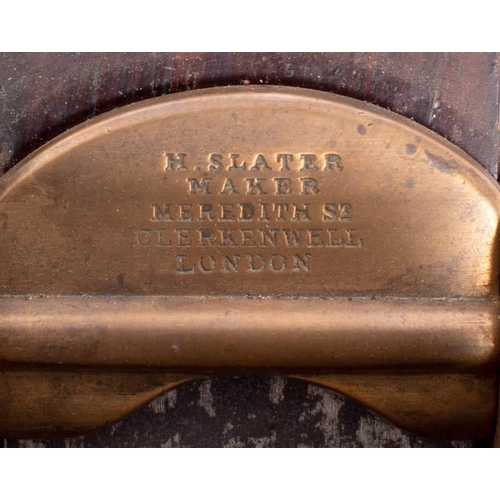 H. SLATER
MAKER
MEREDITH ST
CLERKENWELL
LONDON